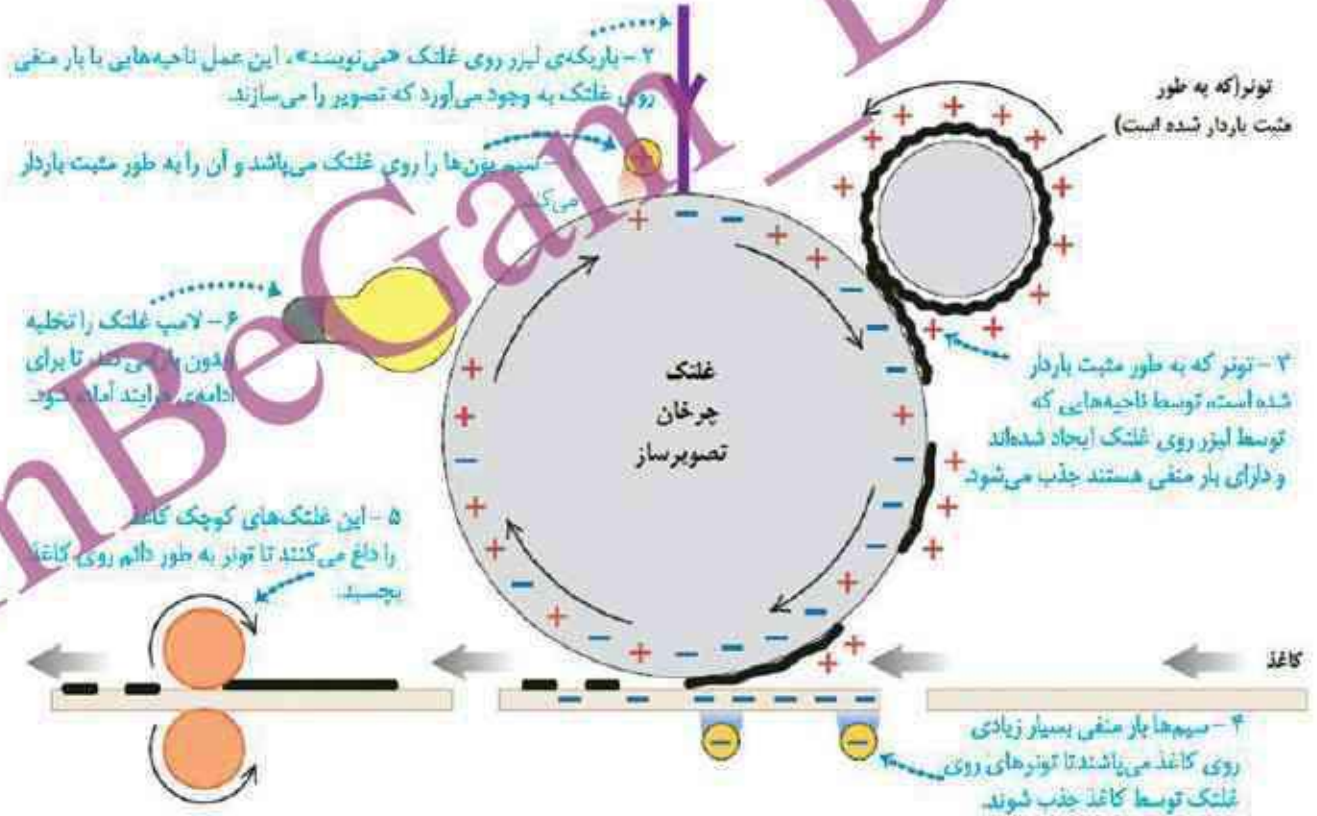 ۲- باریکه‌ی لیزر روی غلتک «می‌نویسد»، این عمل ناحیه‌هایی با بار منفی
روی غلتک به وجود می‌آورد که تصویر را می‌سازند.
سیم یون‌ها را روی غلتک می‌پاشد و آن را به طور مثبت باردار
تونر(که به طور
مثبت باردار شده است)
۳- تونر که به طور مثبت باردار
شده است، توسط ناحیه‌هایی که
توسط لیزر روی غلتک ایجاد شده‌اند
و دارای بار منفی هستند جذب می‌شود.
۶- لامپ غلتک را تخلیه
ادامه‌ی فرایند آماده شود.
غلتک
چرخان
تصویرساز
۵- این غلتک‌های کوچک کاغذ
را داغ می‌کنند تا تونر به طور دائم روی کاغذ
بچسبد.
کاغذ
۴- سیم‌ها بار منفی بسیار زیادی
روی کاغذ می‌پاشند تا تونرهای روی
غلتک توسط کاغذ جذب شوند.